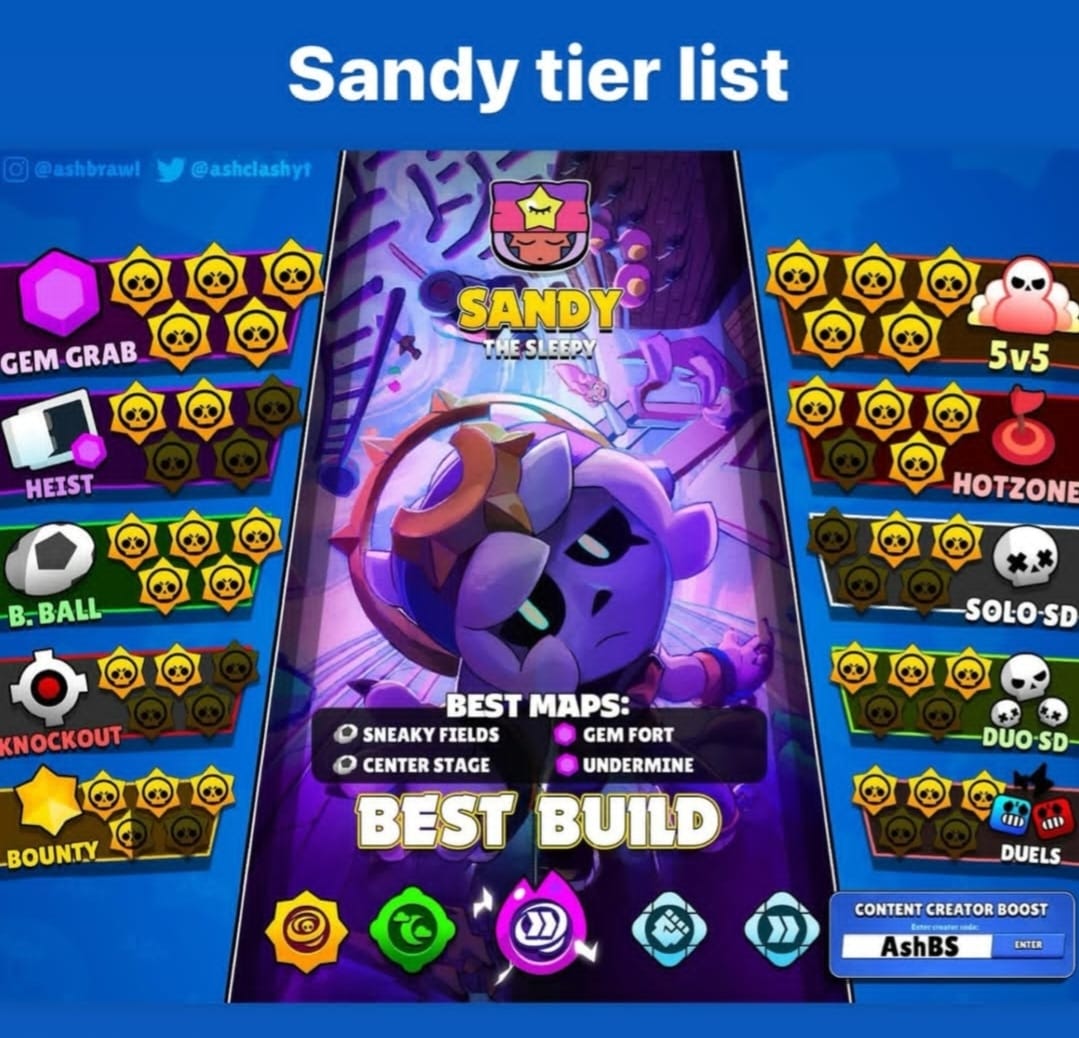 Sandy tier list
@ashbrawl @ashclashyt
SANDY
THE SLEEPY
GEM GRAB
HEIST
B. BALL
KNOCKOUT
BOUNTY
5v5
HOTZONE
SOLO-SD
DUO-SD
DUELS
BEST MAPS:
SNEAKY FIELDS
GEM FORT
CENTER STAGE
UNDERMINE
BEST BUILD
CONTENT CREATOR BOOST
Enter creator code:
AshBS
ENTER